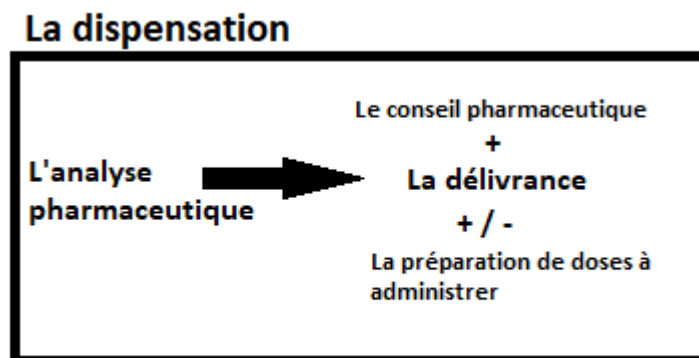 La dispensation
L'analyse
pharmaceutique
Le conseil pharmaceutique
+
La délivrance
+ / -
La préparation de doses à
administrer